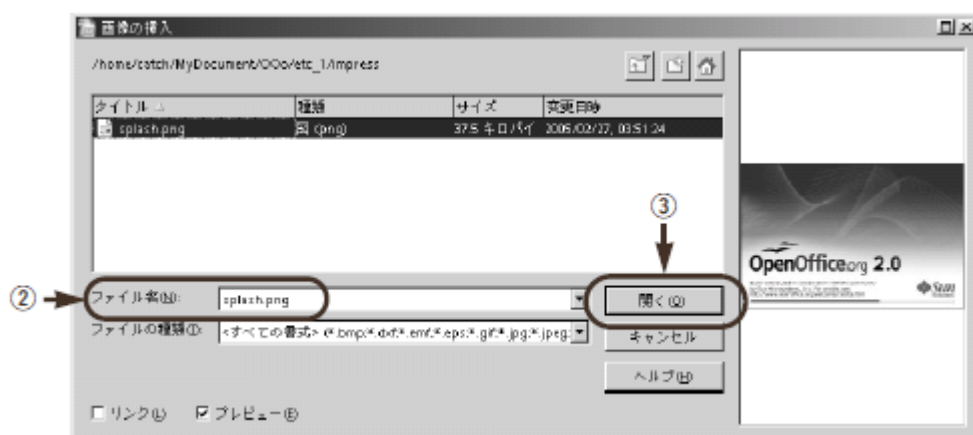 画像の挿入
/home/catch/MyDocument/OOo/etc_1/Impress
タイトル 種類 サイズ 変更日時
splash.png (png) 37.5 キロバイ 2005/02/27, 03:51:24
③
OpenOffice.org 2.0
Sun
② ファイル名(N): splash.png 開く(O)
ファイルの種類(T): <すべての書式> (*.bmp;*.dxf;*.emf;*.eps;*.gif;*.jpg;*.jpeg; キャンセル
ヘルプ(H)
リンク(L) プレビュー(E)